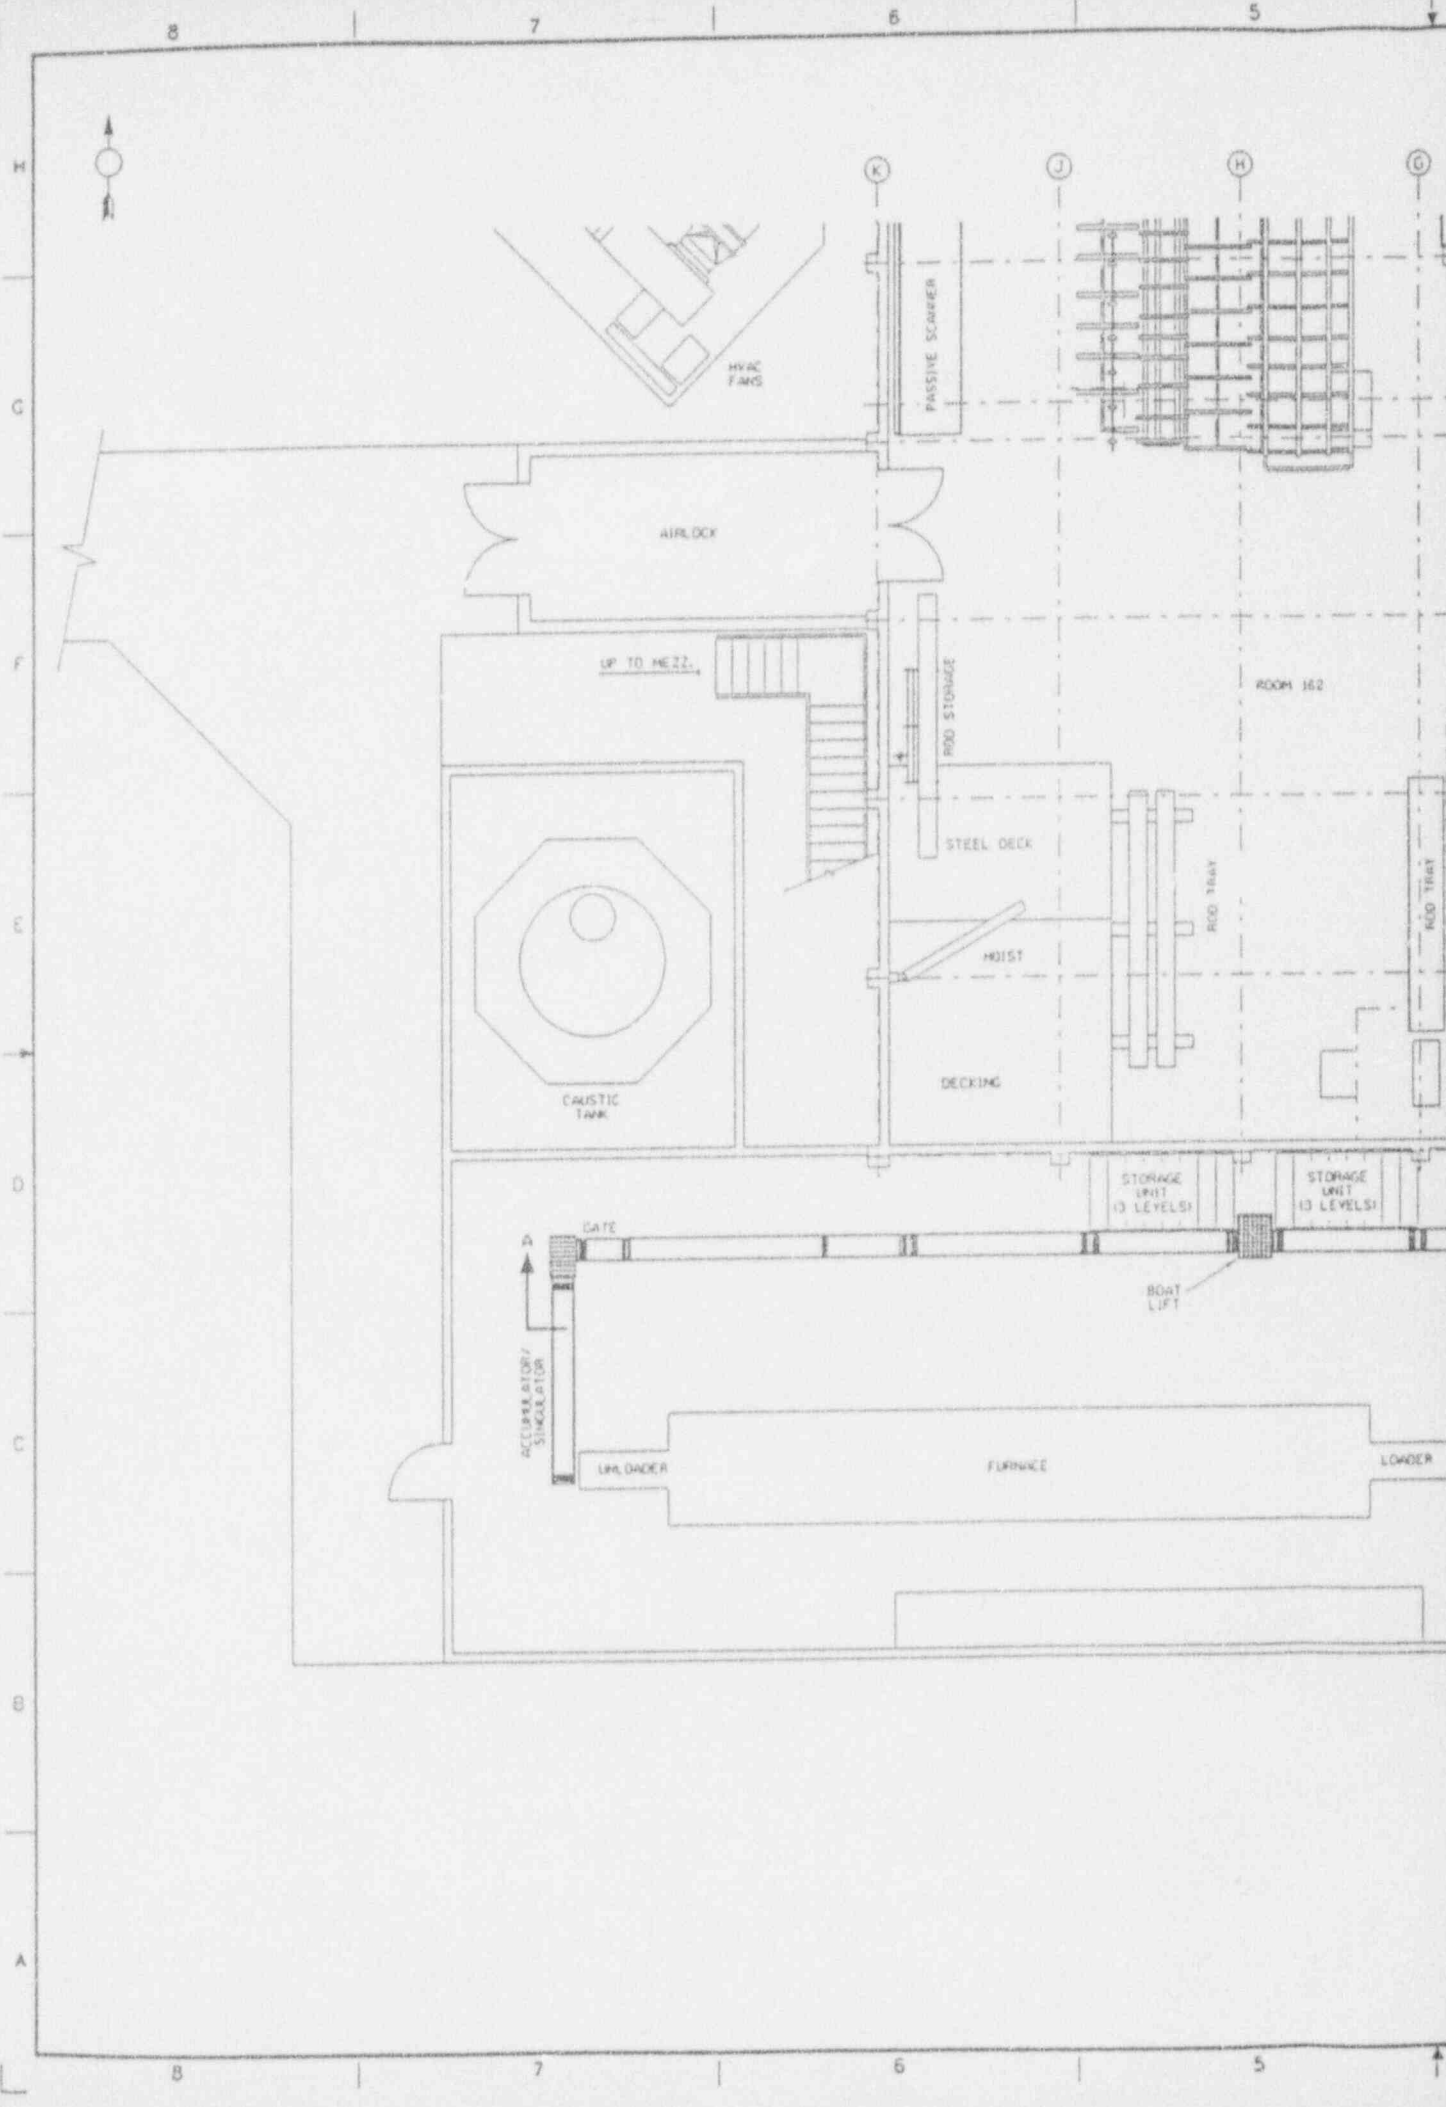 8 7 6 5
H
K J H G
N
PASSIVE SCANNER
HVAC
FANS
G
AIRLOCK
F
UP TO MEZZ.
ROD STORAGE
ROOM 162
STEEL DECK
ROD TRAY
ROD TRAY
E
HOIST
DECKING
CAUSTIC
TANK
D
STORAGE
UNIT
(3 LEVELS)
STORAGE
UNIT
(3 LEVELS)
GATE
A
BOAT
LIFT
ACCUMULATOR/
SINGULATOR
C
UNLOADER
FURNACE
LOADER
B
A
8 7 6 5